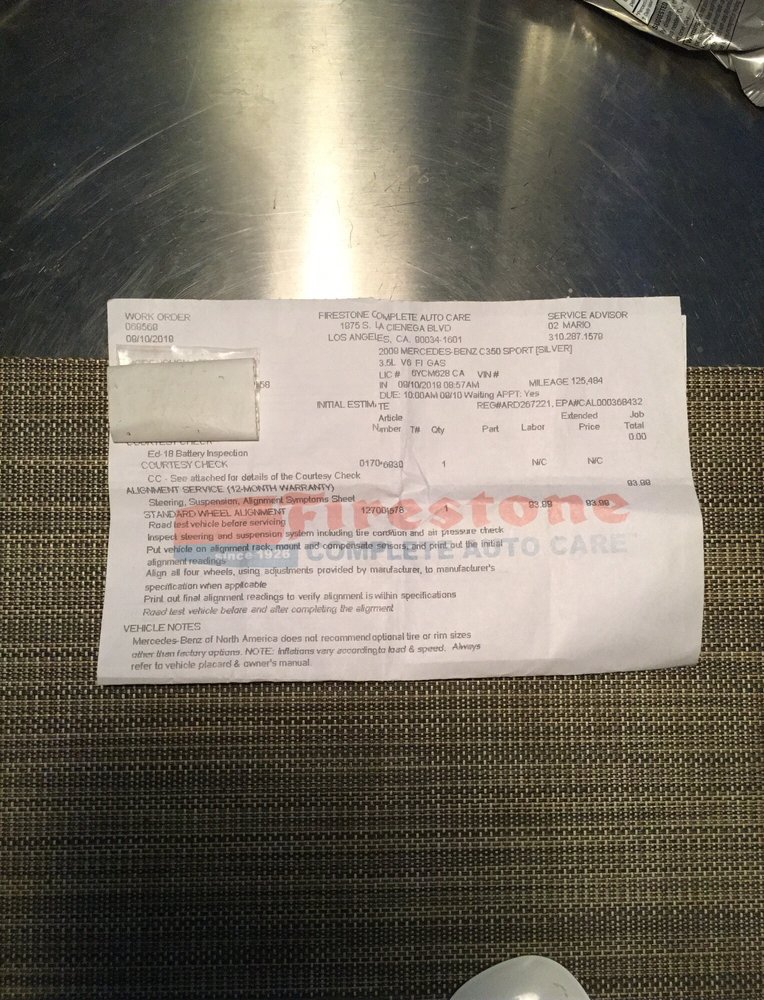 WORK ORDER
FIRESTONE COMPLETE AUTO CARE
SERVICE ADVISOR
1975 S. LA CIENEGA BLVD
02 MARIO
09/10/2019
LOS ANGELES, CA. 90034-1601
310.287.1579
2009 MERCEDES-BENZ C350 SPORT [SILVER]
3.5L V6 FI GAS
LIC # 6YCM628 CA VIN #
IN 09/10/2019 08:57AM MILEAGE 125,484
DUE: 10:00AM 09/10 Waiting APPT: Yes
INITIAL ESTIMATE
REG#ARD267221, EPA#CAL000368432
Article Number T# Qty Part Labor Extended Price Job Total
COURTESY CHECK 0.00
Ed-18 Battery Inspection
COURTESY CHECK 1 N/C N/C
CC - See attached for details of the Courtesy Check
ALIGNMENT SERVICE (12-MONTH WARRANTY) 93.99
Steering, Suspension, Alignment Symptoms Sheet
STANDARD WHEEL ALIGNMENT 1 93.99 93.99
Road test vehicle before servicing
Inspect steering and suspension system including tire condition and air pressure check
Put vehicle on alignment rack, mount and compensate sensors, and print out the initial
alignment readings
Align all four wheels, using adjustments provided by manufacturer, to manufacturer's
specification when applicable
Print out final alignment readings to verify alignment is within specifications
Road test vehicle before and after completing the alignment
VEHICLE NOTES
Mercedes-Benz of North America does not recommend optional tire or rim sizes
other than factory options. NOTE: Inflations vary according to load & speed. Always
refer to vehicle placard & owner's manual.
Firestone
SINCE 1926 COMPLETE AUTO CARE